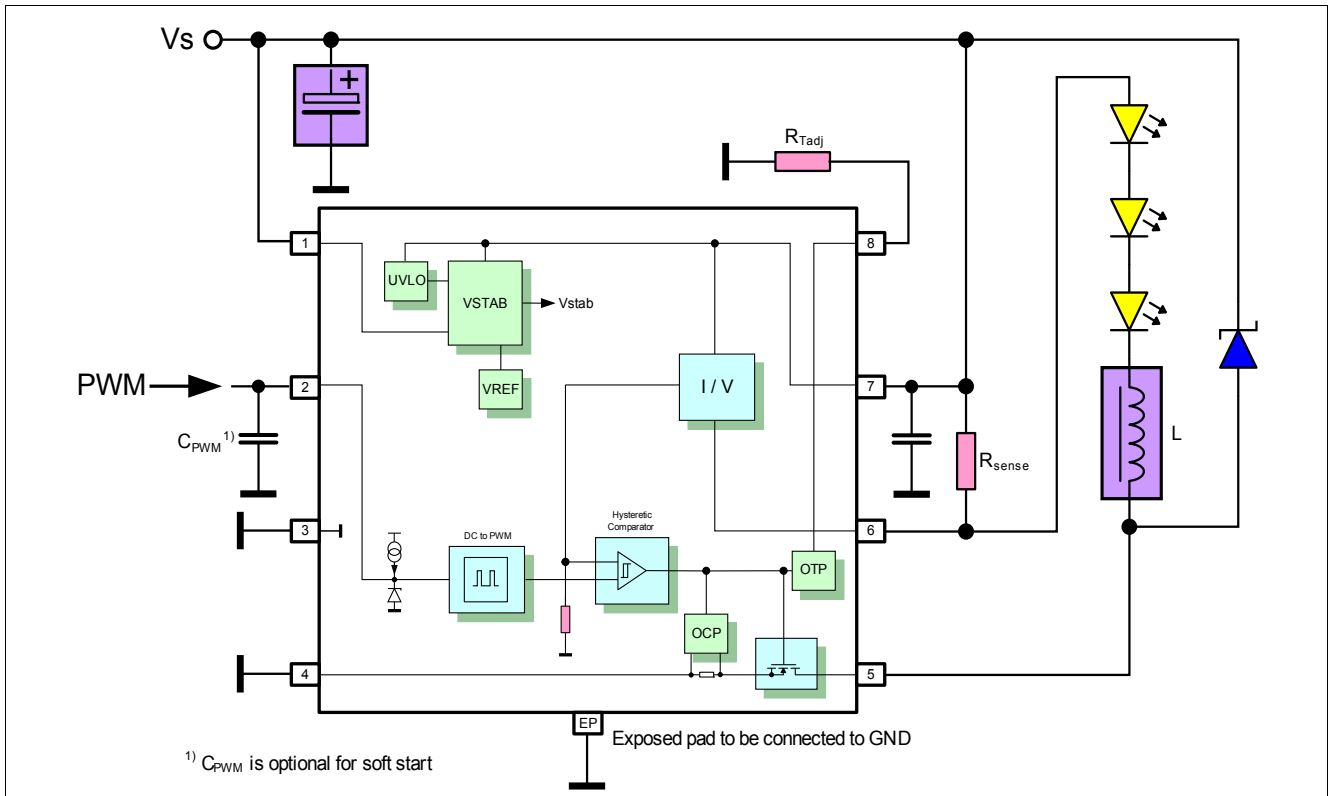 Vs
+
R_Tadj
1
8
UVLO
VSTAB
Vstab
VREF
I / V
PWM
2
7
C_PWM 1)
R_sense
L
3
6
DC to PWM
Hysteretic
Comparator
OTP
OCP
4
5
EP
Exposed pad to be connected to GND
1) C_PWM is optional for soft start